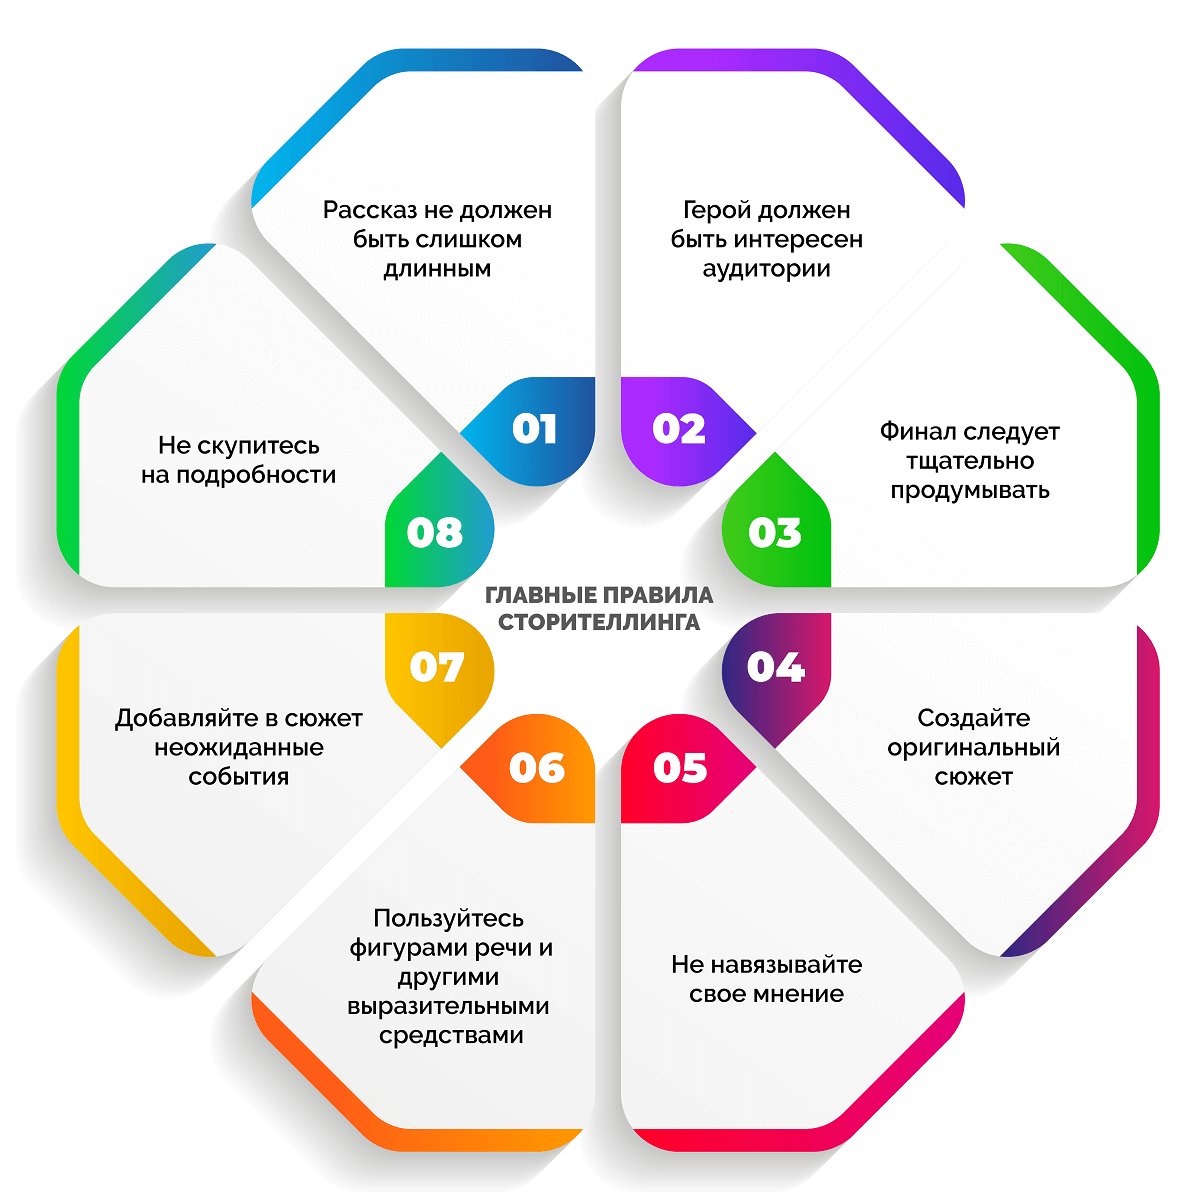 ГЛАВНЫЕ ПРАВИЛА
СТОРИТЕЛЛИНГА
01
Рассказ не должен
быть слишком
длинным
02
Герой должен
быть интересен
аудитории
03
Финал следует
тщательно
продумывать
04
Создайте
оригинальный
сюжет
05
Не навязывайте
свое мнение
06
Пользуйтесь
фигурами речи и
другими
выразительными
средствами
07
Добавляйте в сюжет
неожиданные
события
08
Не скупитесь
на подробности